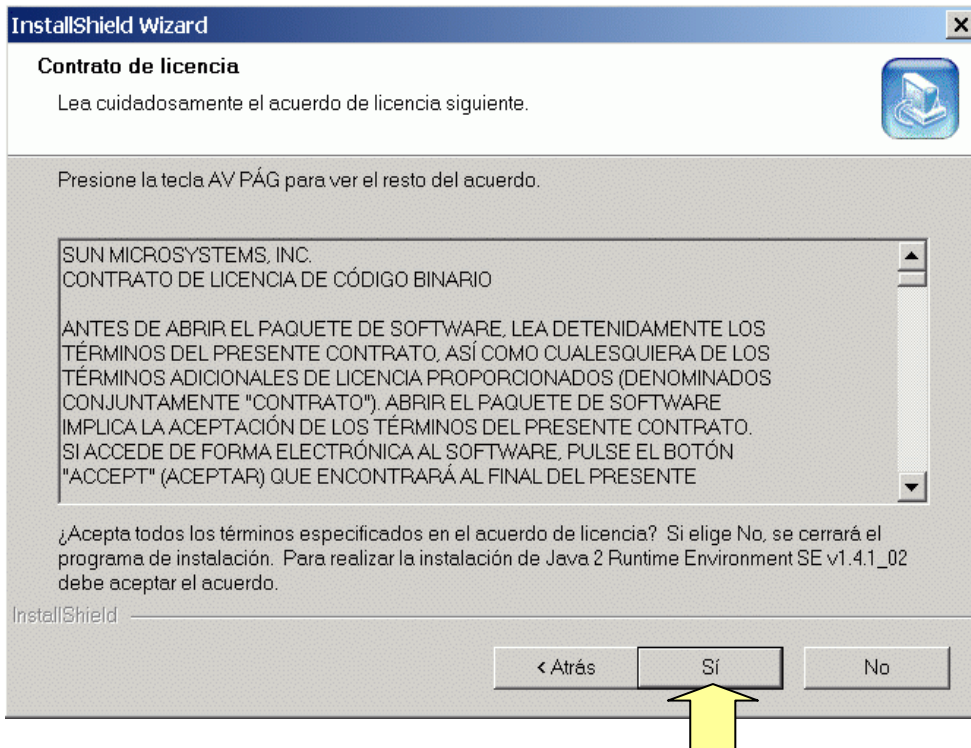 InstallShield Wizard
Contrato de licencia
Lea cuidadosamente el acuerdo de licencia siguiente.
Presione la tecla AV PÁG para ver el resto del acuerdo.
SUN MICROSYSTEMS, INC.
CONTRATO DE LICENCIA DE CÓDIGO BINARIO
ANTES DE ABRIR EL PAQUETE DE SOFTWARE, LEA DETENIDAMENTE LOS
TÉRMINOS DEL PRESENTE CONTRATO, ASÍ COMO CUALESQUIERA DE LOS
TÉRMINOS ADICIONALES DE LICENCIA PROPORCIONADOS (DENOMINADOS
CONJUNTAMENTE "CONTRATO"). ABRIR EL PAQUETE DE SOFTWARE
IMPLICA LA ACEPTACIÓN DE LOS TÉRMINOS DEL PRESENTE CONTRATO.
SI ACCEDE DE FORMA ELECTRÓNICA AL SOFTWARE, PULSE EL BOTÓN
"ACCEPT" (ACEPTAR) QUE ENCONTRARÁ AL FINAL DEL PRESENTE
¿Acepta todos los términos especificados en el acuerdo de licencia? Si elige No, se cerrará el
programa de instalación. Para realizar la instalación de Java 2 Runtime Environment SE v1.4.1_02
debe aceptar el acuerdo.
InstallShield
< Atrás
Sí
No